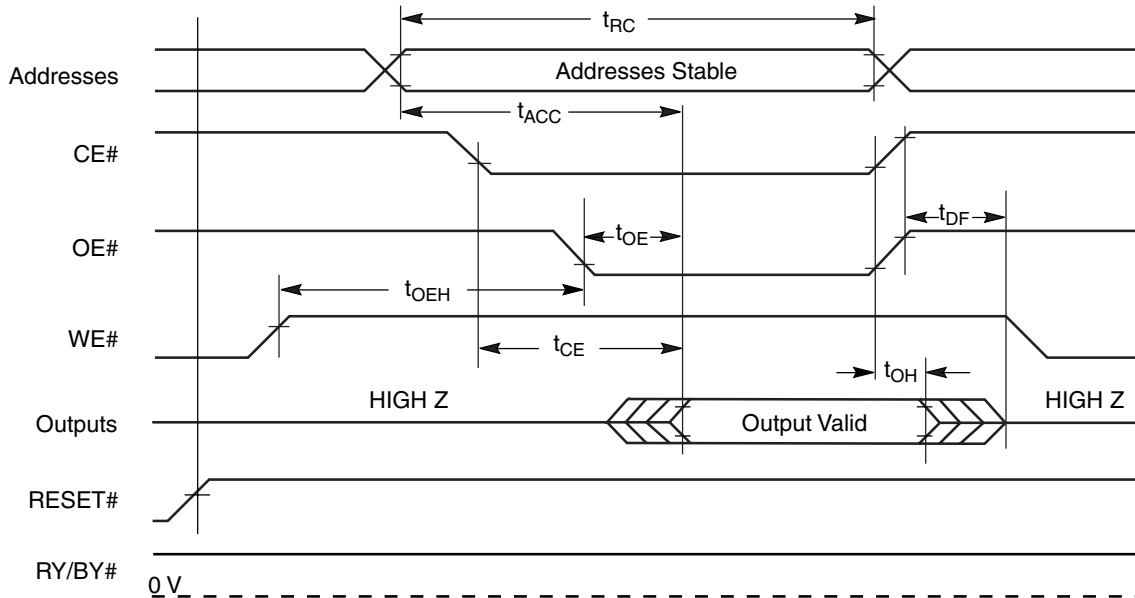 tRC
Addresses
Addresses Stable
tACC
CE#
tDF
OE#
tOE
tOEH
WE#
tCE
tOH
HIGH Z
HIGH Z
Outputs
Output Valid
RESET#
RY/BY#
0 V